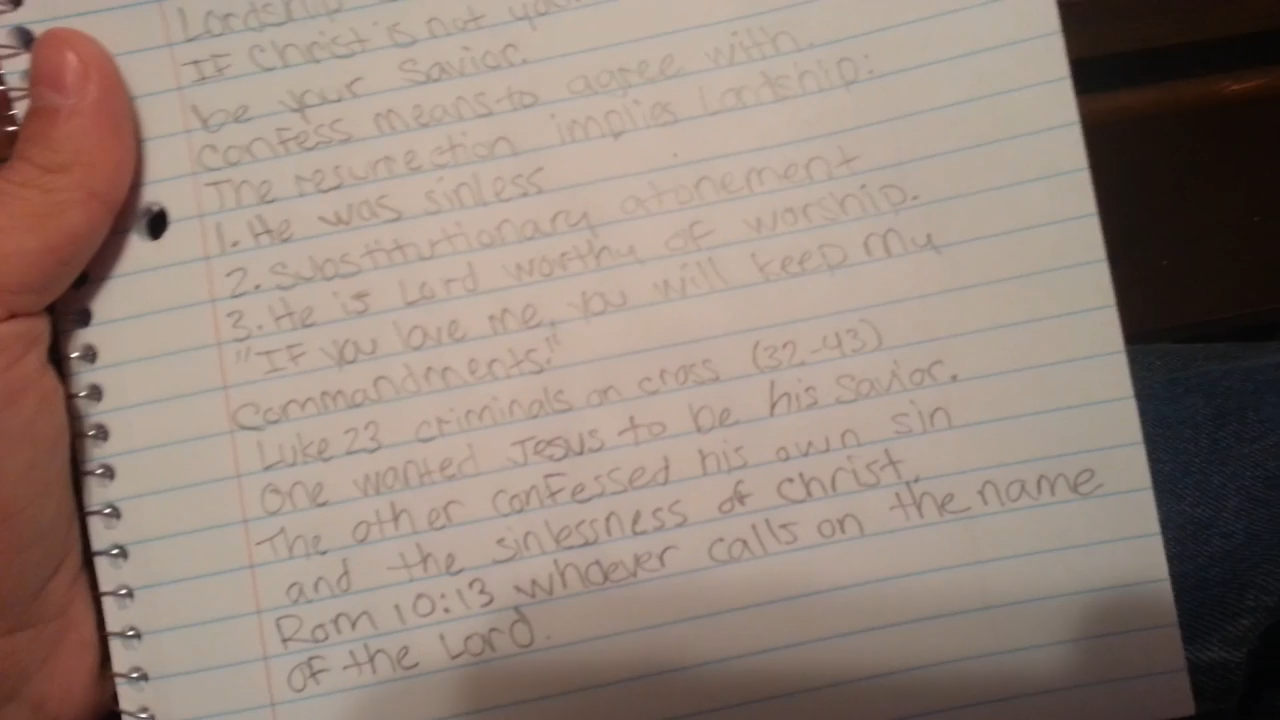 Lordship
IF Christ is not
be your Savior.
confess means to agree with.
The resurrection implies Lordship:
1. He was sinless
2. Substitutionary atonement
3. He is Lord worthy of worship.
"IF you love me, you will keep my
commandments."
Luke 23 criminals on cross (32-43)
One wanted Jesus to be his Savior.
The other confessed his own sin
and the sinlessness of Christ.
Rom 10:13 whoever calls on the name
of the Lord.